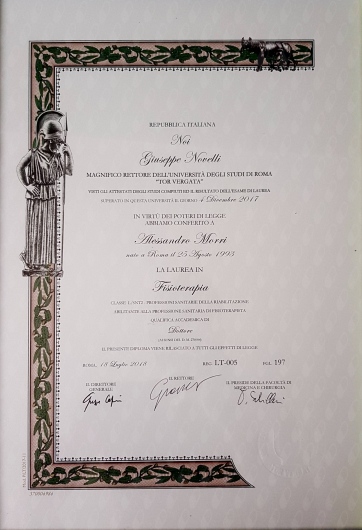 REPUBBLICA ITALIANA
Noi
Giuseppe Novelli
MAGNIFICO RETTORE DELL'UNIVERSITÀ DEGLI STUDI DI ROMA
"TOR VERGATA"
VISTI GLI ATTESTATI DEGLI STUDI COMPIUTI ED IL RISULTATO DELL'ESAME DI LAUREA
SUPERATO IN QUESTA UNIVERSITÀ IL GIORNO 4 Dicembre 2017
IN VIRTÙ DEI POTERI DI LEGGE
ABBIAMO CONFERITO A
Alessandro Morri
nato a Roma il 25 Agosto 1995
LA LAUREA IN
Fisioterapia
PROFESSIONI SANITARIE DELLA RIABILITAZIONE
ABILITANTE ALLA PROFESSIONE SANITARIA DI FISIOTERAPISTA
QUALIFICA ACCADEMICA DI
Dottore
IL PRESENTE DIPLOMA VIENE RILASCIATO A TUTTI GLI EFFETTI DI LEGGE
ROMA, 18 Luglio 2018 REG. LT-005 PAG. 197
IL DIRETTORE
GENERALE
IL RETTORE
IL PRESIDE DELLA FACOLTÀ DI
MEDICINA E CHIRURGIA